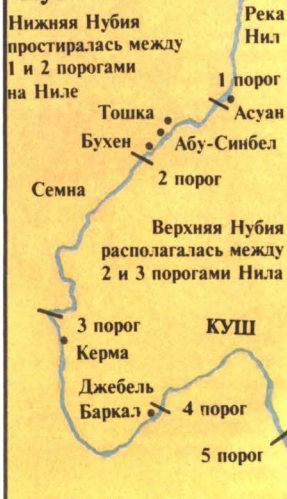 Нижняя Нубия
простиралась между
1 и 2 порогами
на Ниле
Река
Нил
1 порог
Асуан
Тошка
Бухен
Абу-Синбел
2 порог
Семна
Верхняя Нубия
располагалась между
2 и 3 порогами Нила
3 порог
Керма
КУШ
Джебель
Баркал
4 порог
5 порог